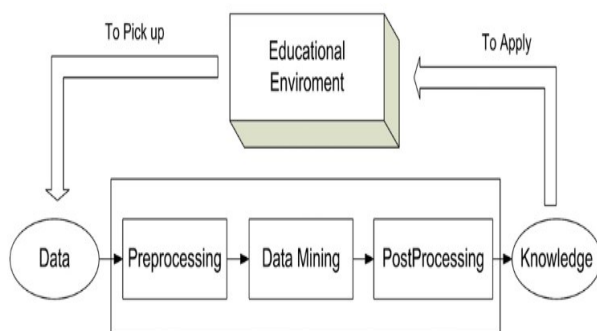 To Pick up
Educational
Enviroment
To Apply
Data
Preprocessing
Data Mining
PostProcessing
Knowledge